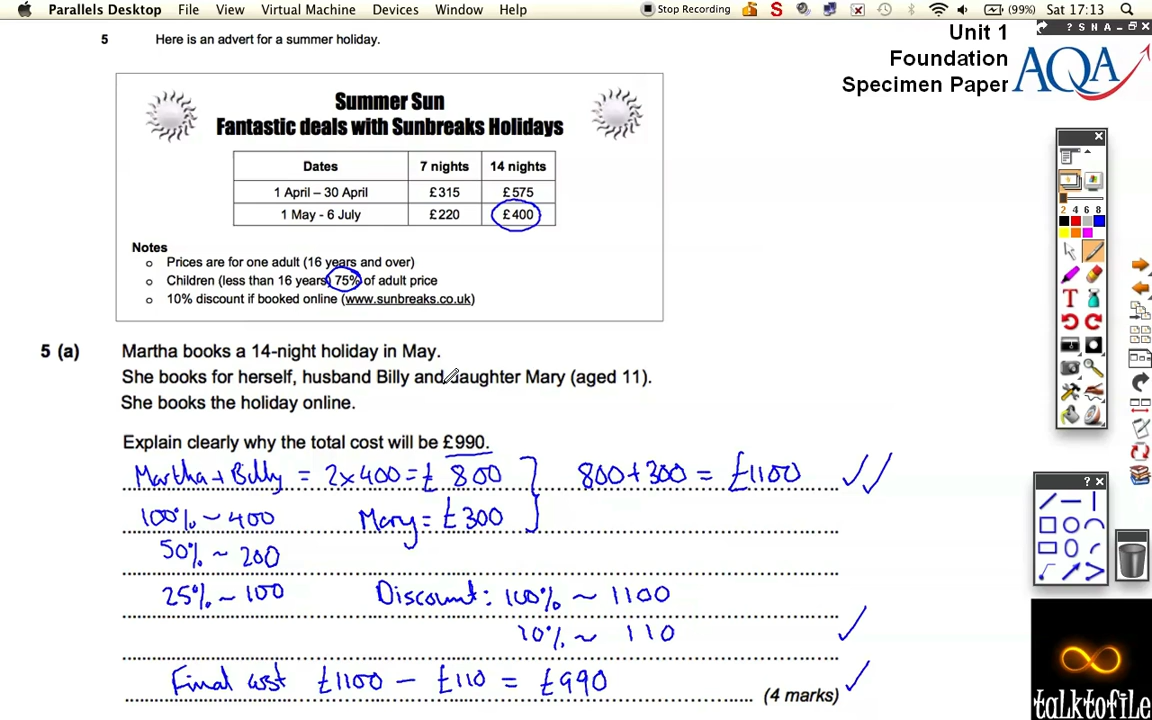 Parallels Desktop File View Virtual Machine Devices Window Help Stop Recording S (99%) Sat 17:13
? S N A
Unit 1
Foundation
Specimen Paper
AQA
5 Here is an advert for a summer holiday.
Summer Sun
Fantastic deals with Sunbreaks Holidays
Dates 7 nights 14 nights
1 April – 30 April £315 £575
1 May - 6 July £220 £400
Notes
o Prices are for one adult (16 years and over)
o Children (less than 16 years) 75% of adult price
o 10% discount if booked online (www.sunbreaks.co.uk)
2 4 6 8
T
5 (a) Martha books a 14-night holiday in May.
She books for herself, husband Billy and daughter Mary (aged 11).
She books the holiday online.
Explain clearly why the total cost will be £990.
Martha + Billy = 2×400 = £ 800 800+300 = £1100
100% ~ 400 Mary = £300
50% ~ 200
25% ~ 100 Discount: 100% ~ 1100
10% ~ 110
Final cost £1100 – £110 = £990
(4 marks)
?
talktofile